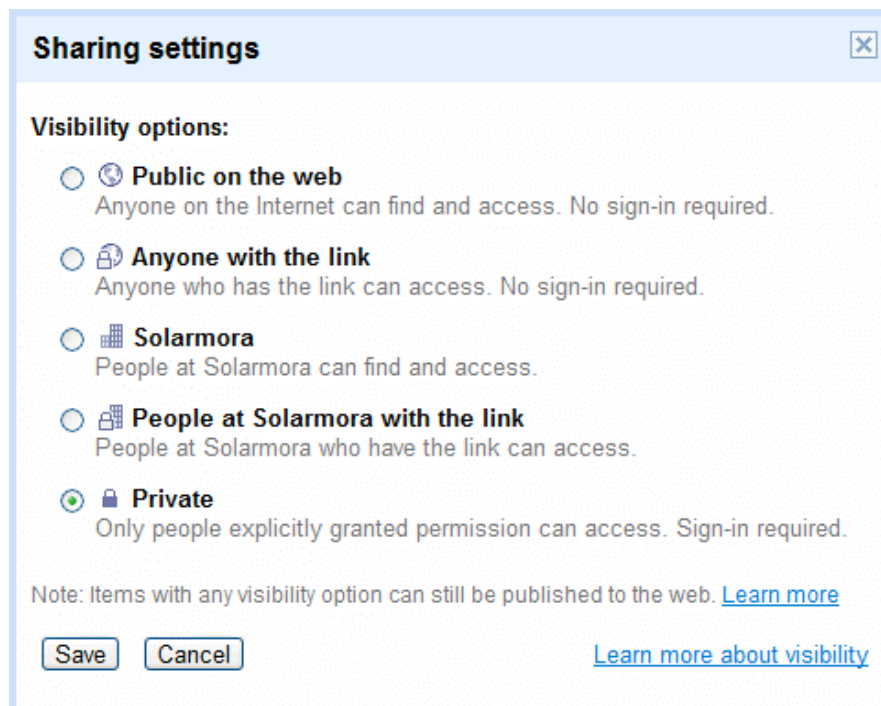 Sharing settings
Visibility options:
Public on the web
Anyone on the Internet can find and access. No sign-in required.
Anyone with the link
Anyone who has the link can access. No sign-in required.
Solarmora
People at Solarmora can find and access.
People at Solarmora with the link
People at Solarmora who have the link can access.
Private
Only people explicitly granted permission can access. Sign-in required.
Note: Items with any visibility option can still be published to the web. Learn more
Save Cancel Learn more about visibility